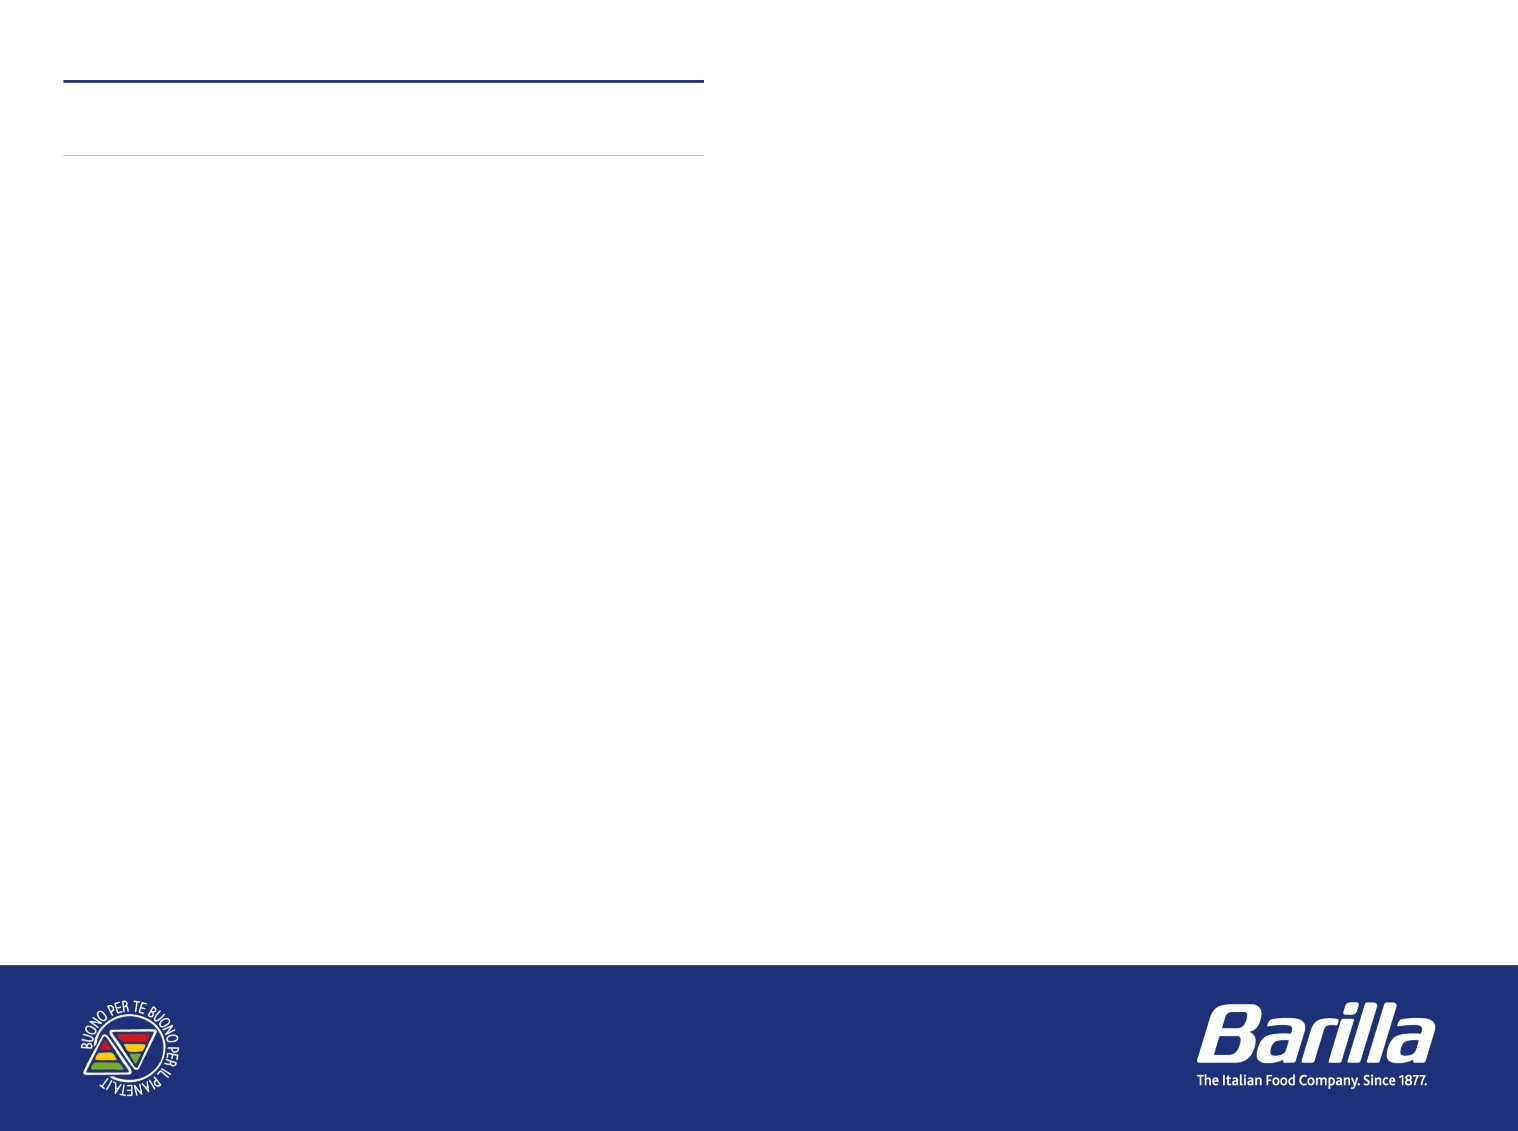 BUONO PER TE BUONO PER IL PIANETA.IT
Barilla
The Italian Food Company. Since 1877.